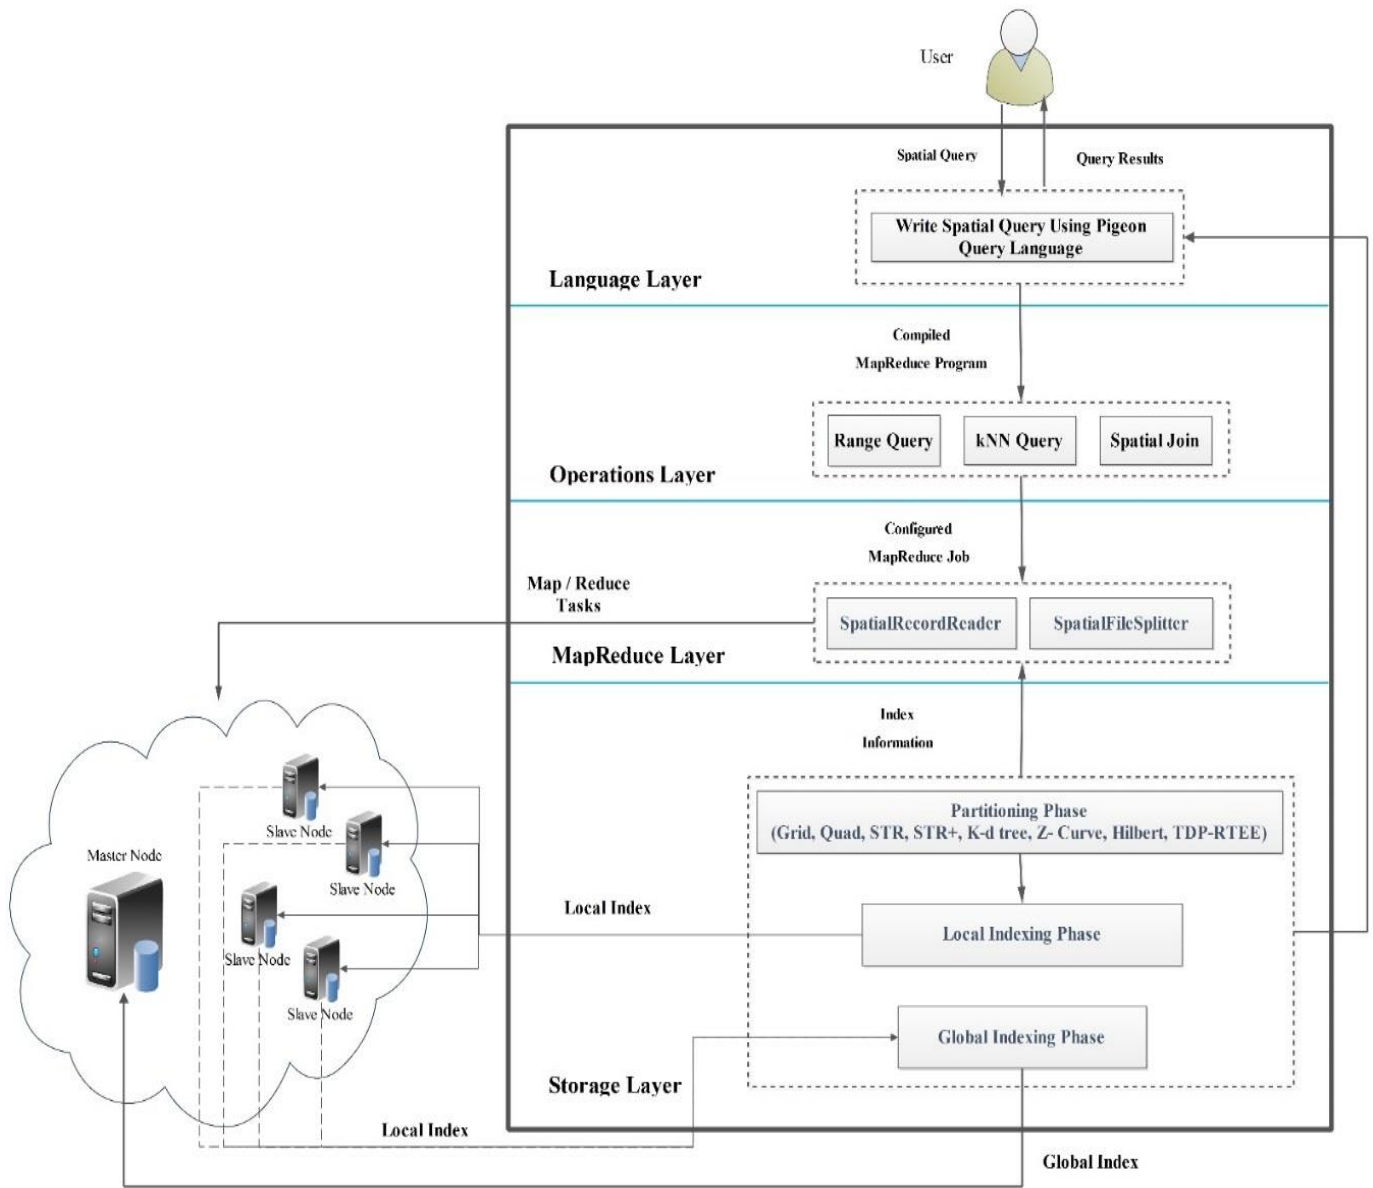 User
Spatial Query
Query Results
Write Spatial Query Using Pigeon
Query Language
Language Layer
Compiled
MapReduce Program
Range Query
kNN Query
Spatial Join
Operations Layer
Configured
MapReduce Job
Map / Reduce
Tasks
SpatialRecordReader
SpatialFileSplitter
MapReduce Layer
Index
Information
Partitioning Phase
(Grid, Quad, STR, STR+, K-d tree, Z- Curve, Hilbert, TDP-RTEE)
Slave Node
Master Node
Slave Node
Local Index
Local Indexing Phase
Slave Node
Slave Node
Global Indexing Phase
Storage Layer
Local Index
Global Index